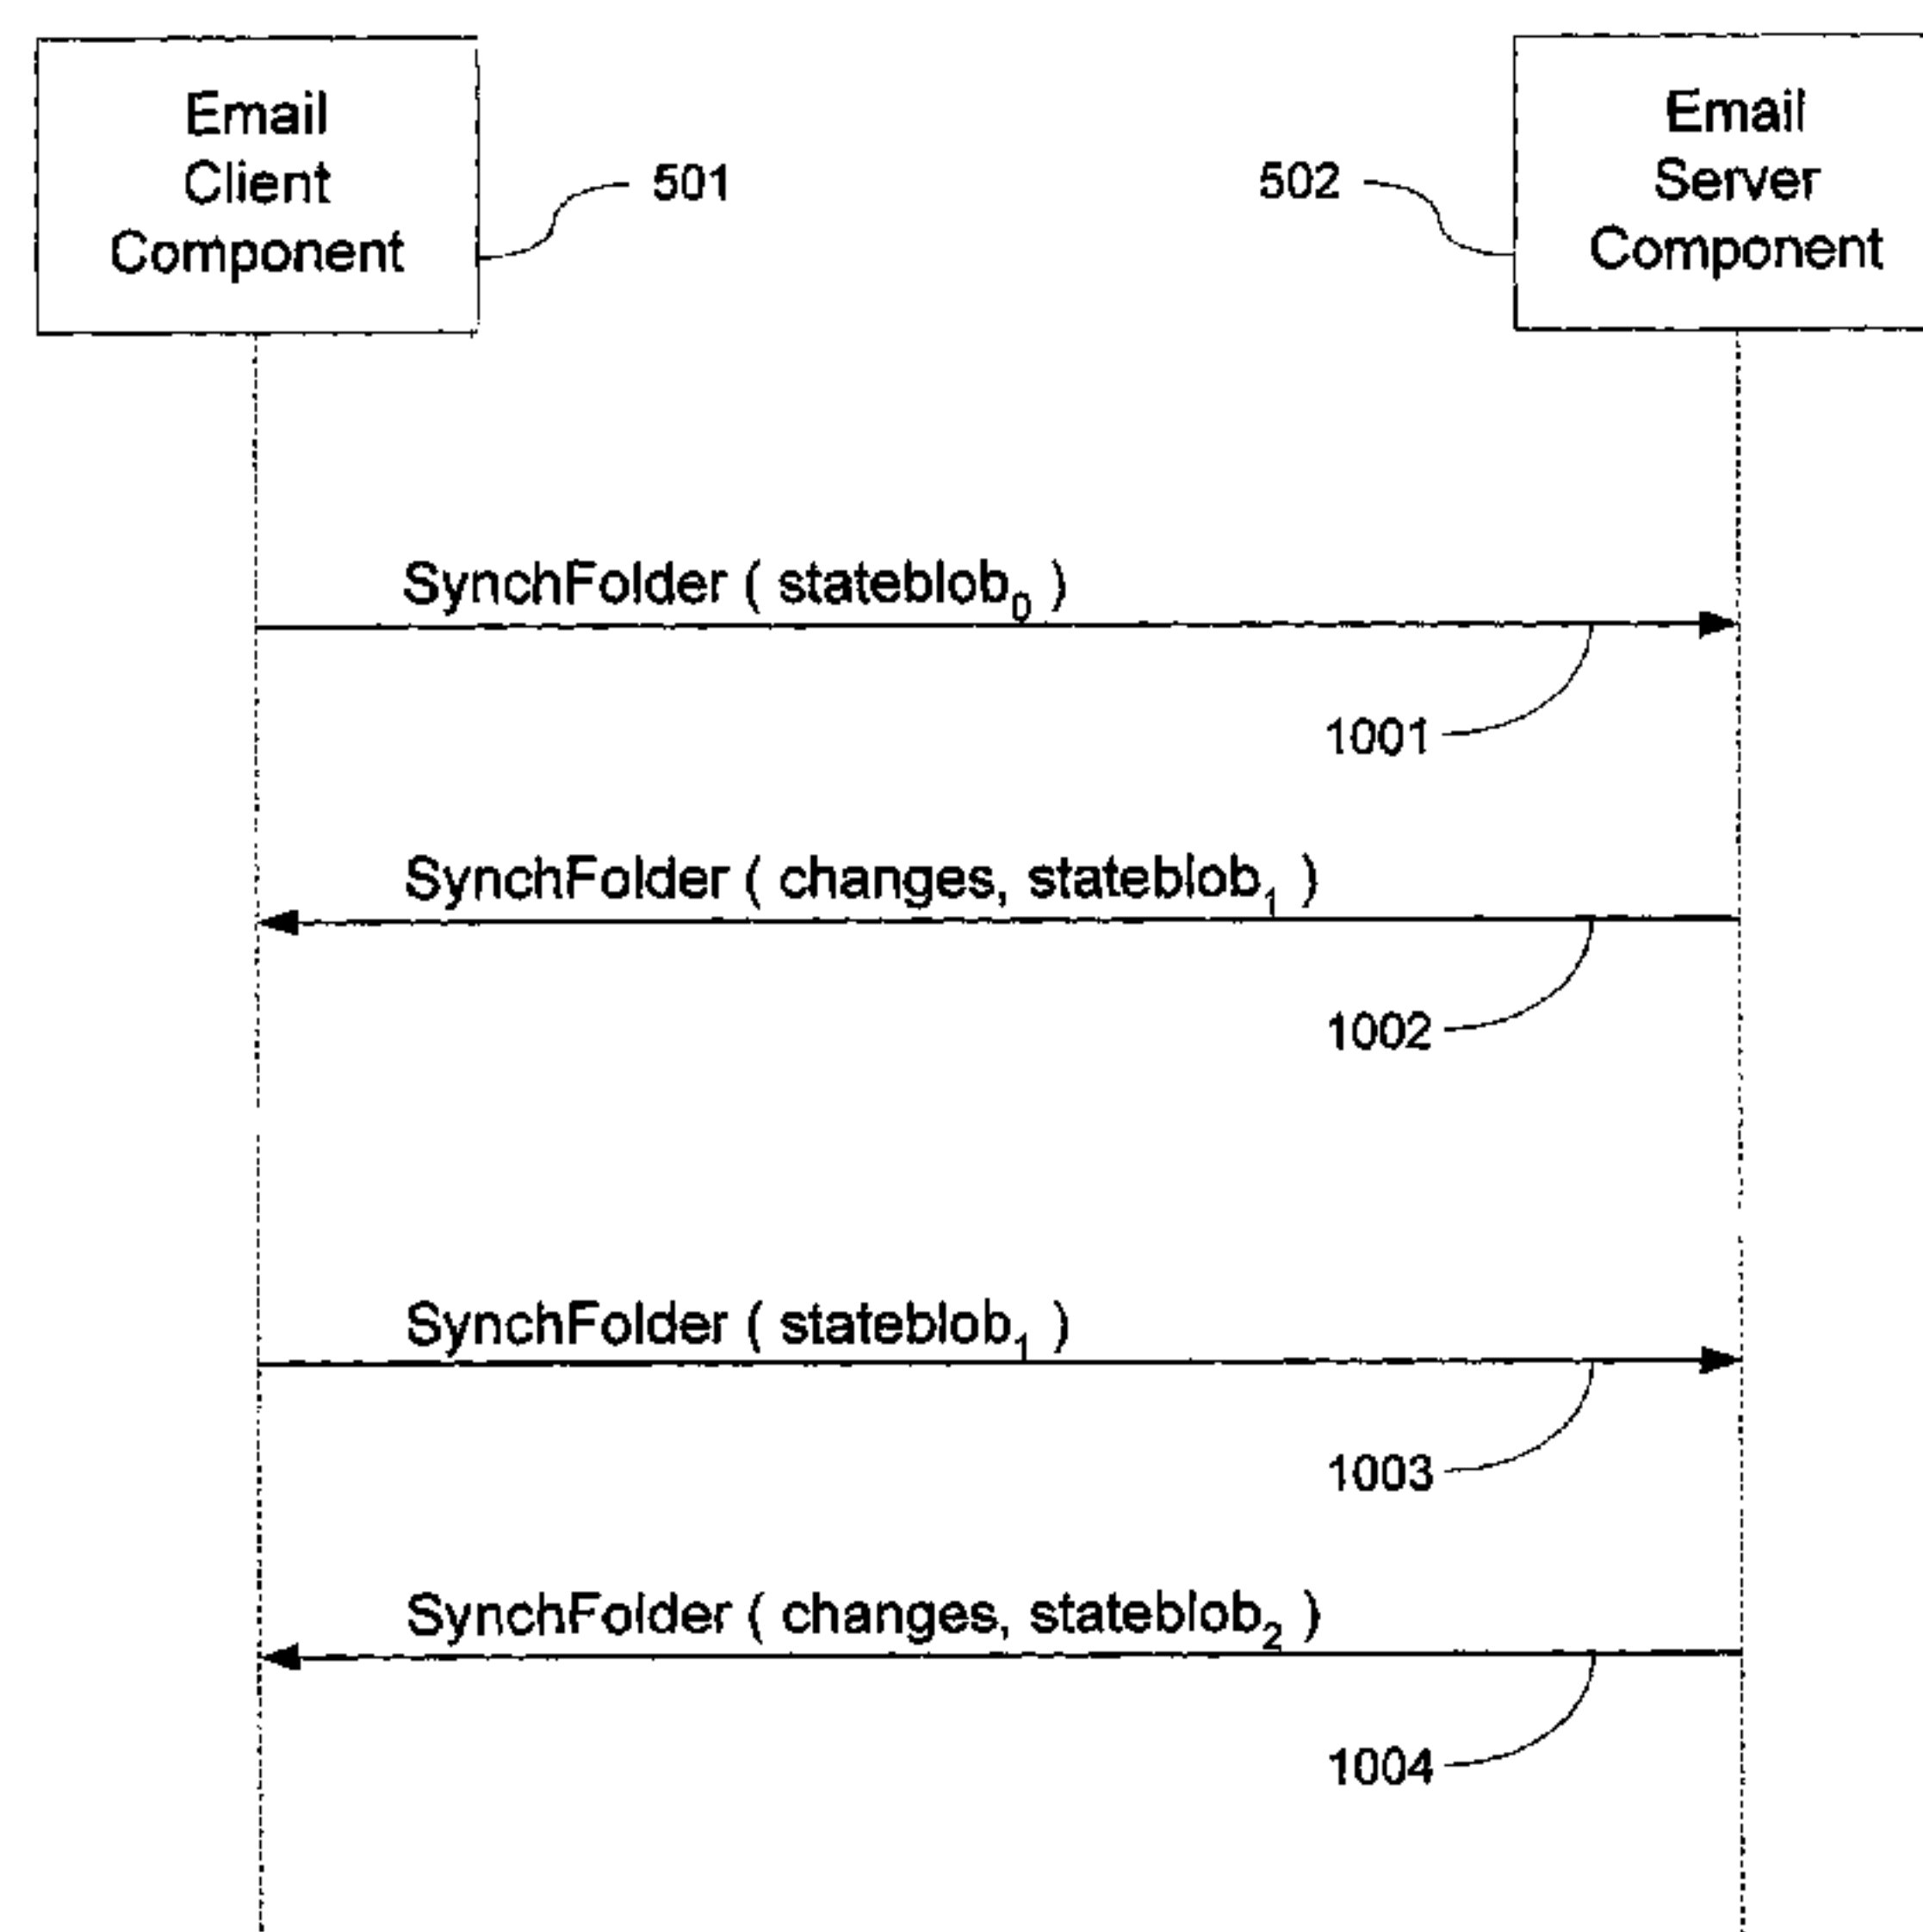 Email
Client
Component
501
502
Email
Server
Component
SynchFolder ( stateblob₀ )
1001
SynchFolder ( changes, stateblob₁ )
1002
SynchFolder ( stateblob₁ )
1003
SynchFolder ( changes, stateblob₂ )
1004